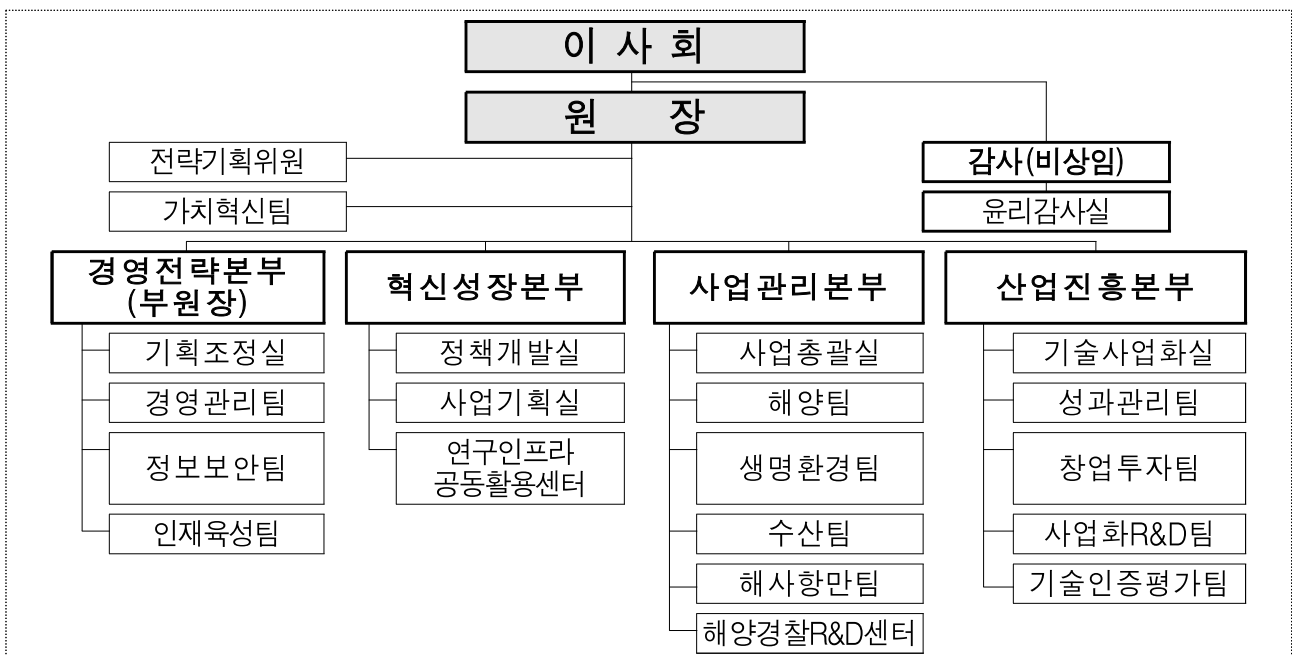 이 사 회
원 장
전략기획위원
감사(비상임)
가치혁신팀
윤리감사실
경영전략본부
(부원장)
혁신성장본부
사업관리본부
산업진흥본부
기획조정실
경영관리팀
정보보안팀
인재육성팀
정책개발실
사업기획실
연구인프라
공동활용센터
사업총괄실
해양팀
생명환경팀
수산팀
해사항만팀
해양경찰R&D센터
기술사업화실
성과관리팀
창업투자팀
사업화R&D팀
기술인증평가팀